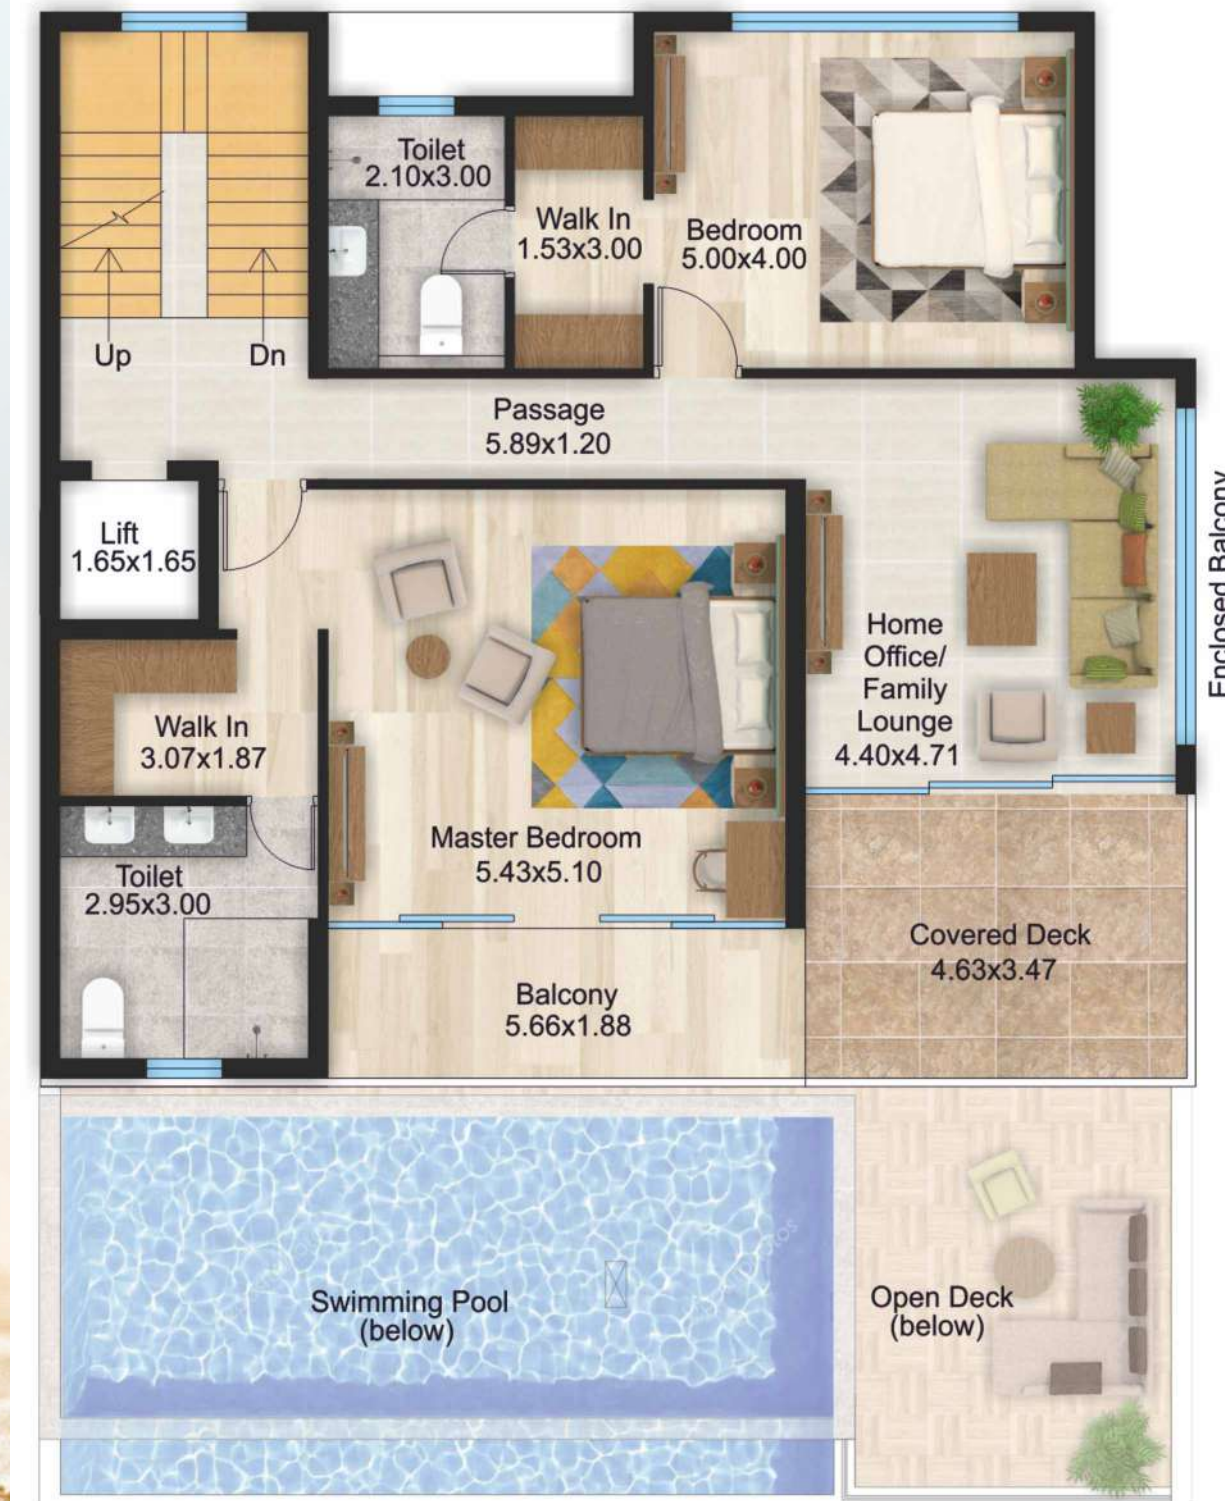 Toilet
2.10x3.00
Walk In
1.53x3.00
Bedroom
5.00x4.00
Up
Dn
Passage
5.89x1.20
Lift
1.65x1.65
Home
Office/
Family
Lounge
4.40x4.71
Enclosed Balcony
Walk In
3.07x1.87
Master Bedroom
5.43x5.10
Toilet
2.95x3.00
Covered Deck
4.63x3.47
Balcony
5.66x1.88
Swimming Pool
(below)
Open Deck
(below)